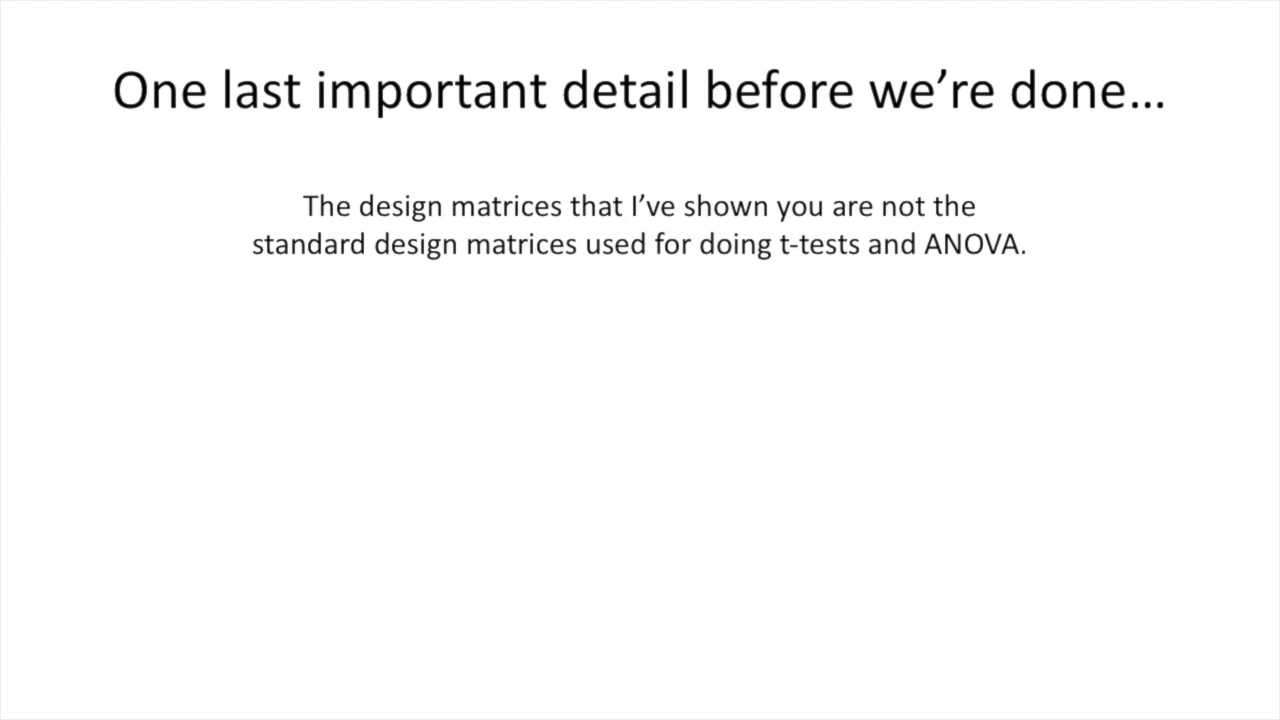 One last important detail before we’re done…
The design matrices that I’ve shown you are not the
standard design matrices used for doing t-tests and ANOVA.